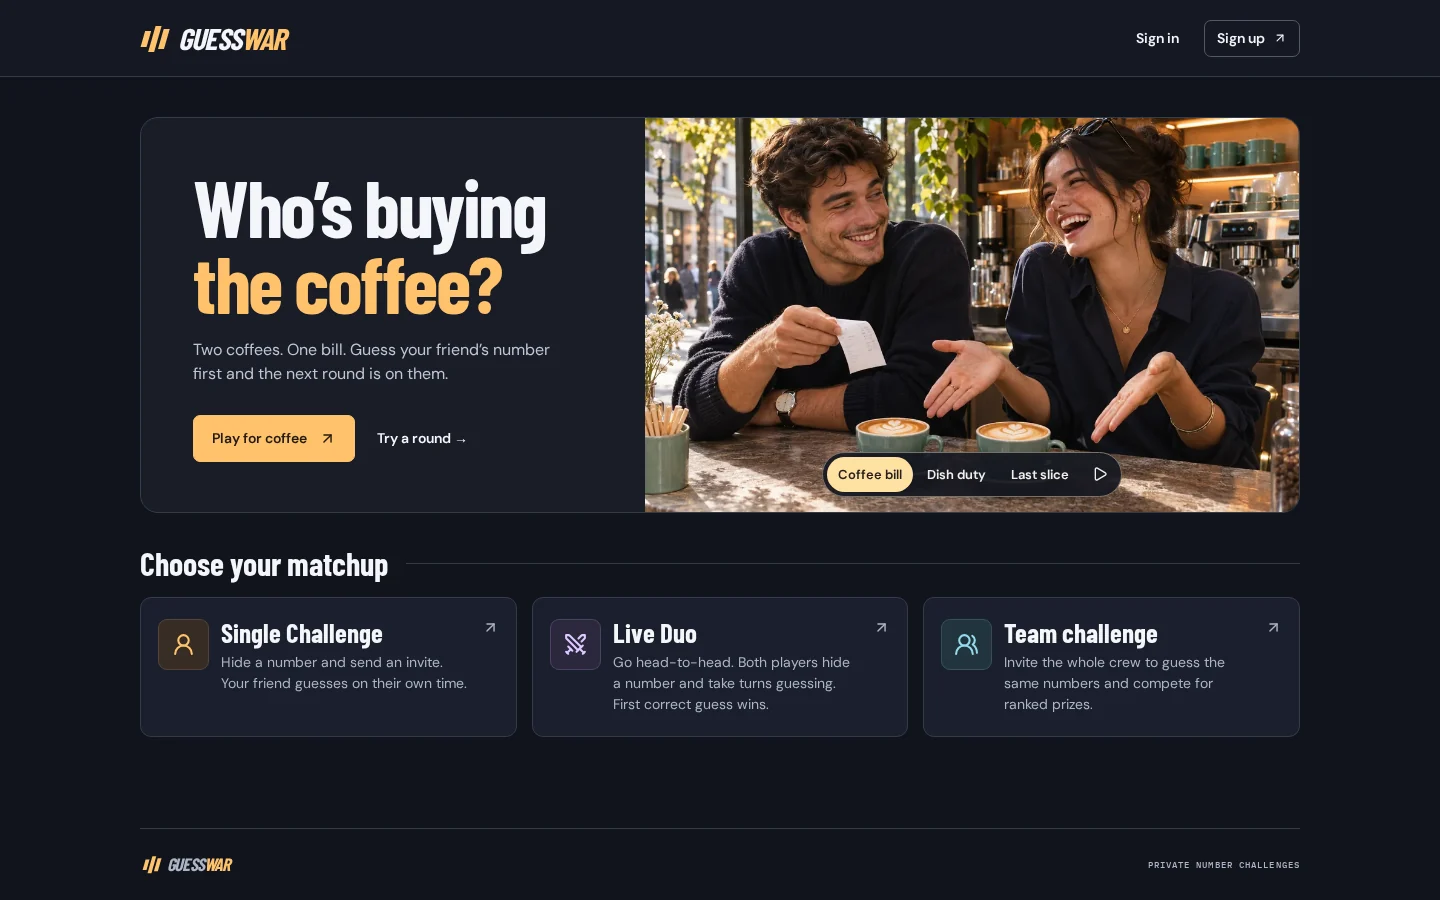 GUESSWAR
Sign in
Sign up
Who's buying
the coffee?
Two coffees. One bill. Guess your friend's number
first and the next round is on them.
Play for coffee
Try a round →
Coffee bill
Dish duty
Last slice
Choose your matchup
Single Challenge
Hide a number and send an invite.
Your friend guesses on their own time.
Live Duo
Go head-to-head. Both players hide
a number and take turns guessing.
First correct guess wins.
Team challenge
Invite the whole crew to guess the
same numbers and compete for
ranked prizes.
GUESSWAR
PRIVATE NUMBER CHALLENGES